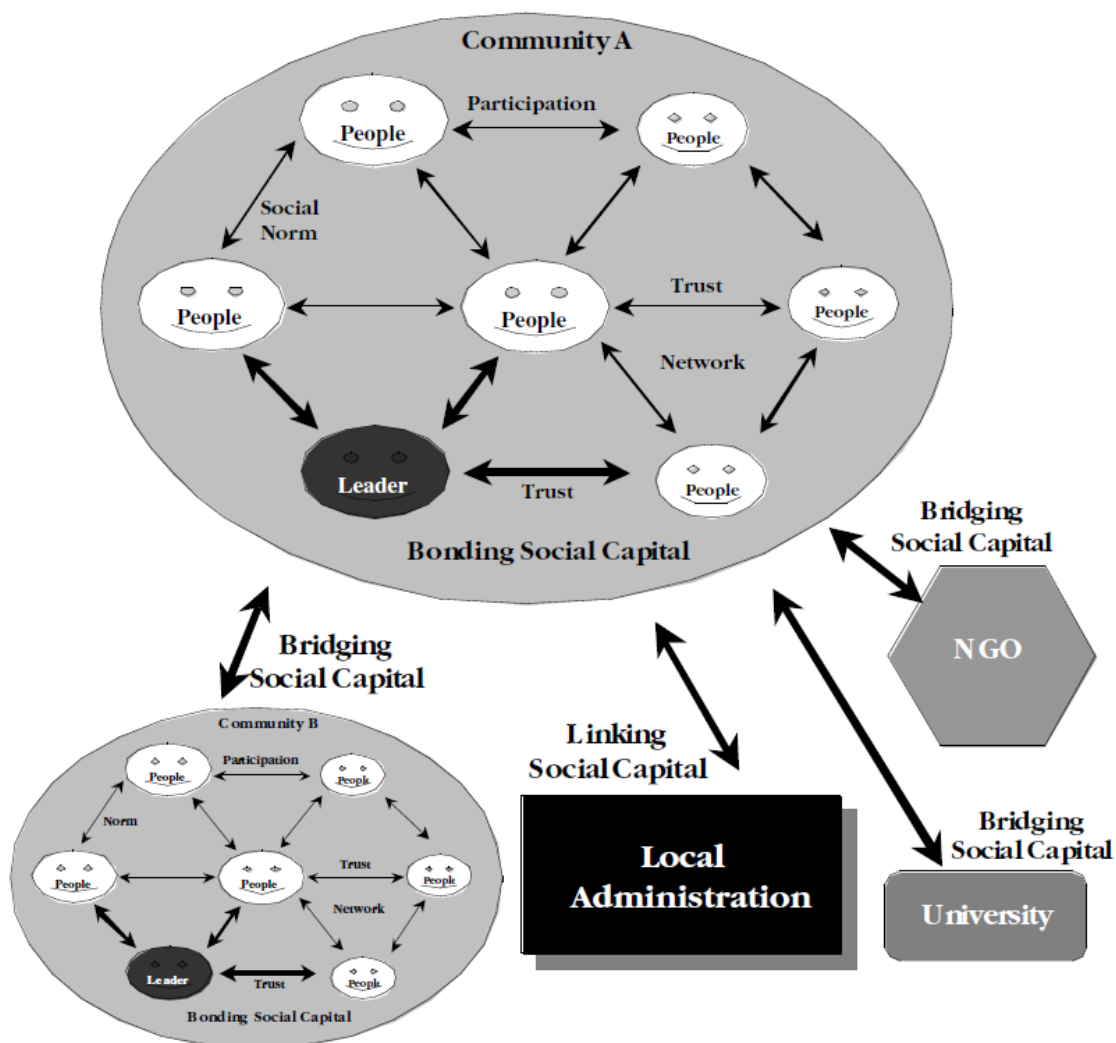 Community A
Participation
People
People
Social
Norm
Trust
People
People
People
Network
Leader
Trust
People
Bonding Social Capital
Bridging
Social Capital
NGO
Bridging
Social Capital
Linking
Social Capital
Local
Administration
Bridging
Social Capital
University
Community B
Participation
People
People
Norm
Trust
People
People
People
Network
Leader
Trust
People
Bonding Social Capital